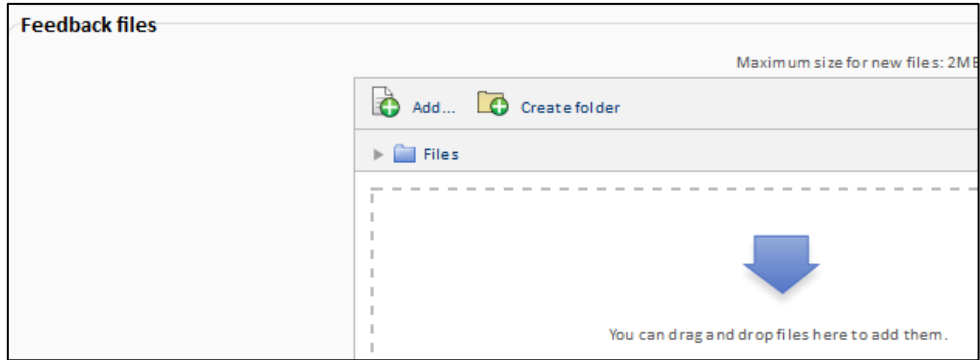 Feedback files
Maximum size for new files: 2MB
Add... Create folder
Files
You can drag and drop files here to add them.